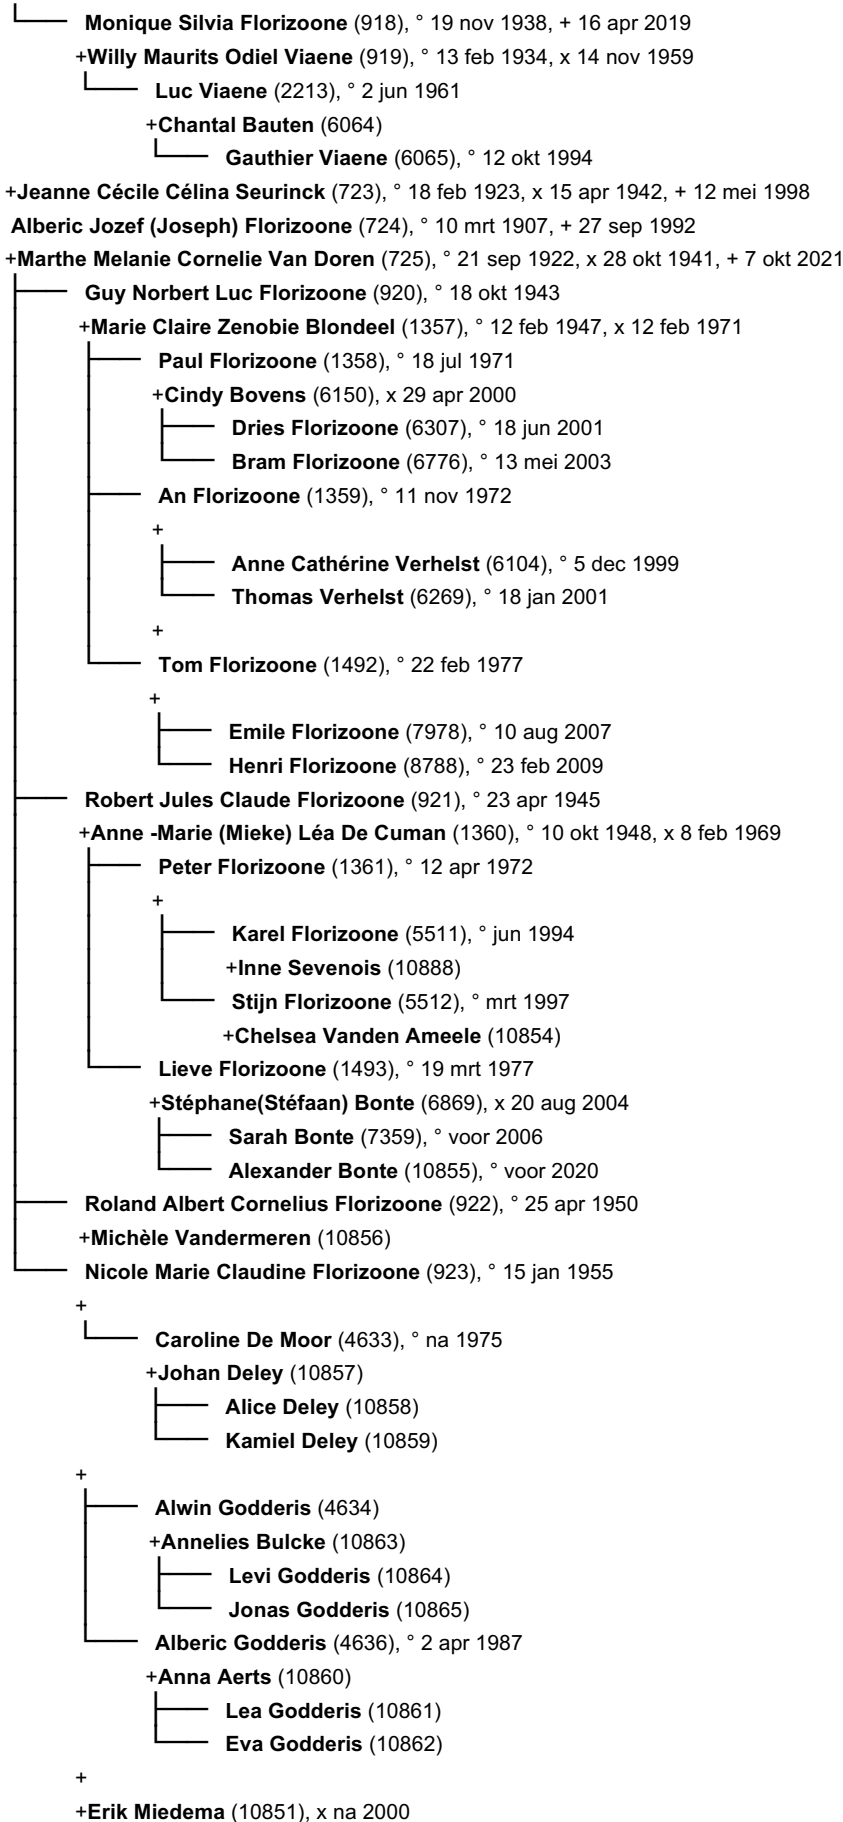 Monique Silvia Florizoone (918), ° 19 nov 1938, + 16 apr 2019
+Willy Maurits Odiel Viaene (919), ° 13 feb 1934, x 14 nov 1959
Luc Viaene (2213), ° 2 jun 1961
+Chantal Bauten (6064)
Gauthier Viaene (6065), ° 12 okt 1994
+Jeanne Cécile Célina Seurinck (723), ° 18 feb 1923, x 15 apr 1942, + 12 mei 1998
Alberic Jozef (Joseph) Florizoone (724), ° 10 mrt 1907, + 27 sep 1992
+Marthe Melanie Cornelie Van Doren (725), ° 21 sep 1922, x 28 okt 1941, + 7 okt 2021
Guy Norbert Luc Florizoone (920), ° 18 okt 1943
+Marie Claire Zenobie Blondeel (1357), ° 12 feb 1947, x 12 feb 1971
Paul Florizoone (1358), ° 18 jul 1971
+Cindy Bovens (6150), x 29 apr 2000
Dries Florizoone (6307), ° 18 jun 2001
Bram Florizoone (6776), ° 13 mei 2003
An Florizoone (1359), ° 11 nov 1972
+
Anne Cathérine Verhelst (6104), ° 5 dec 1999
Thomas Verhelst (6269), ° 18 jan 2001
+
Tom Florizoone (1492), ° 22 feb 1977
+
Emile Florizoone (7978), ° 10 aug 2007
Henri Florizoone (8788), ° 23 feb 2009
Robert Jules Claude Florizoone (921), ° 23 apr 1945
+Anne -Marie (Mieke) Léa De Cuman (1360), ° 10 okt 1948, x 8 feb 1969
Peter Florizoone (1361), ° 12 apr 1972
+
Karel Florizoone (5511), ° jun 1994
+Inne Sevenois (10888)
Stijn Florizoone (5512), ° mrt 1997
+Chelsea Vanden Ameele (10854)
Lieve Florizoone (1493), ° 19 mrt 1977
+Stéphane(Stéfaan) Bonte (6869), x 20 aug 2004
Sarah Bonte (7359), ° voor 2006
Alexander Bonte (10855), ° voor 2020
Roland Albert Cornelius Florizoone (922), ° 25 apr 1950
+Michèle Vandermeren (10856)
Nicole Marie Claudine Florizoone (923), ° 15 jan 1955
+
Caroline De Moor (4633), ° na 1975
+Johan Deley (10857)
Alice Deley (10858)
Kamiel Deley (10859)
+
Alwin Godderis (4634)
+Annelies Bulcke (10863)
Levi Godderis (10864)
Jonas Godderis (10865)
Alberic Godderis (4636), ° 2 apr 1987
+Anna Aerts (10860)
Lea Godderis (10861)
Eva Godderis (10862)
+
+Erik Miedema (10851), x na 2000